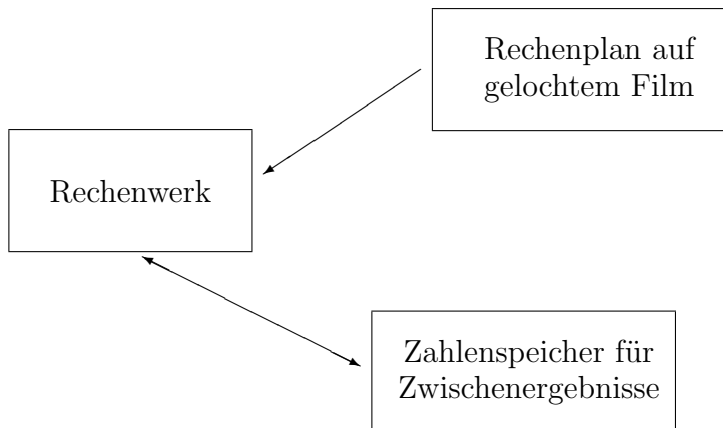 Rechenplan auf
gelochtem Film
Rechenwerk
Zahlenspeicher für
Zwischenergebnisse